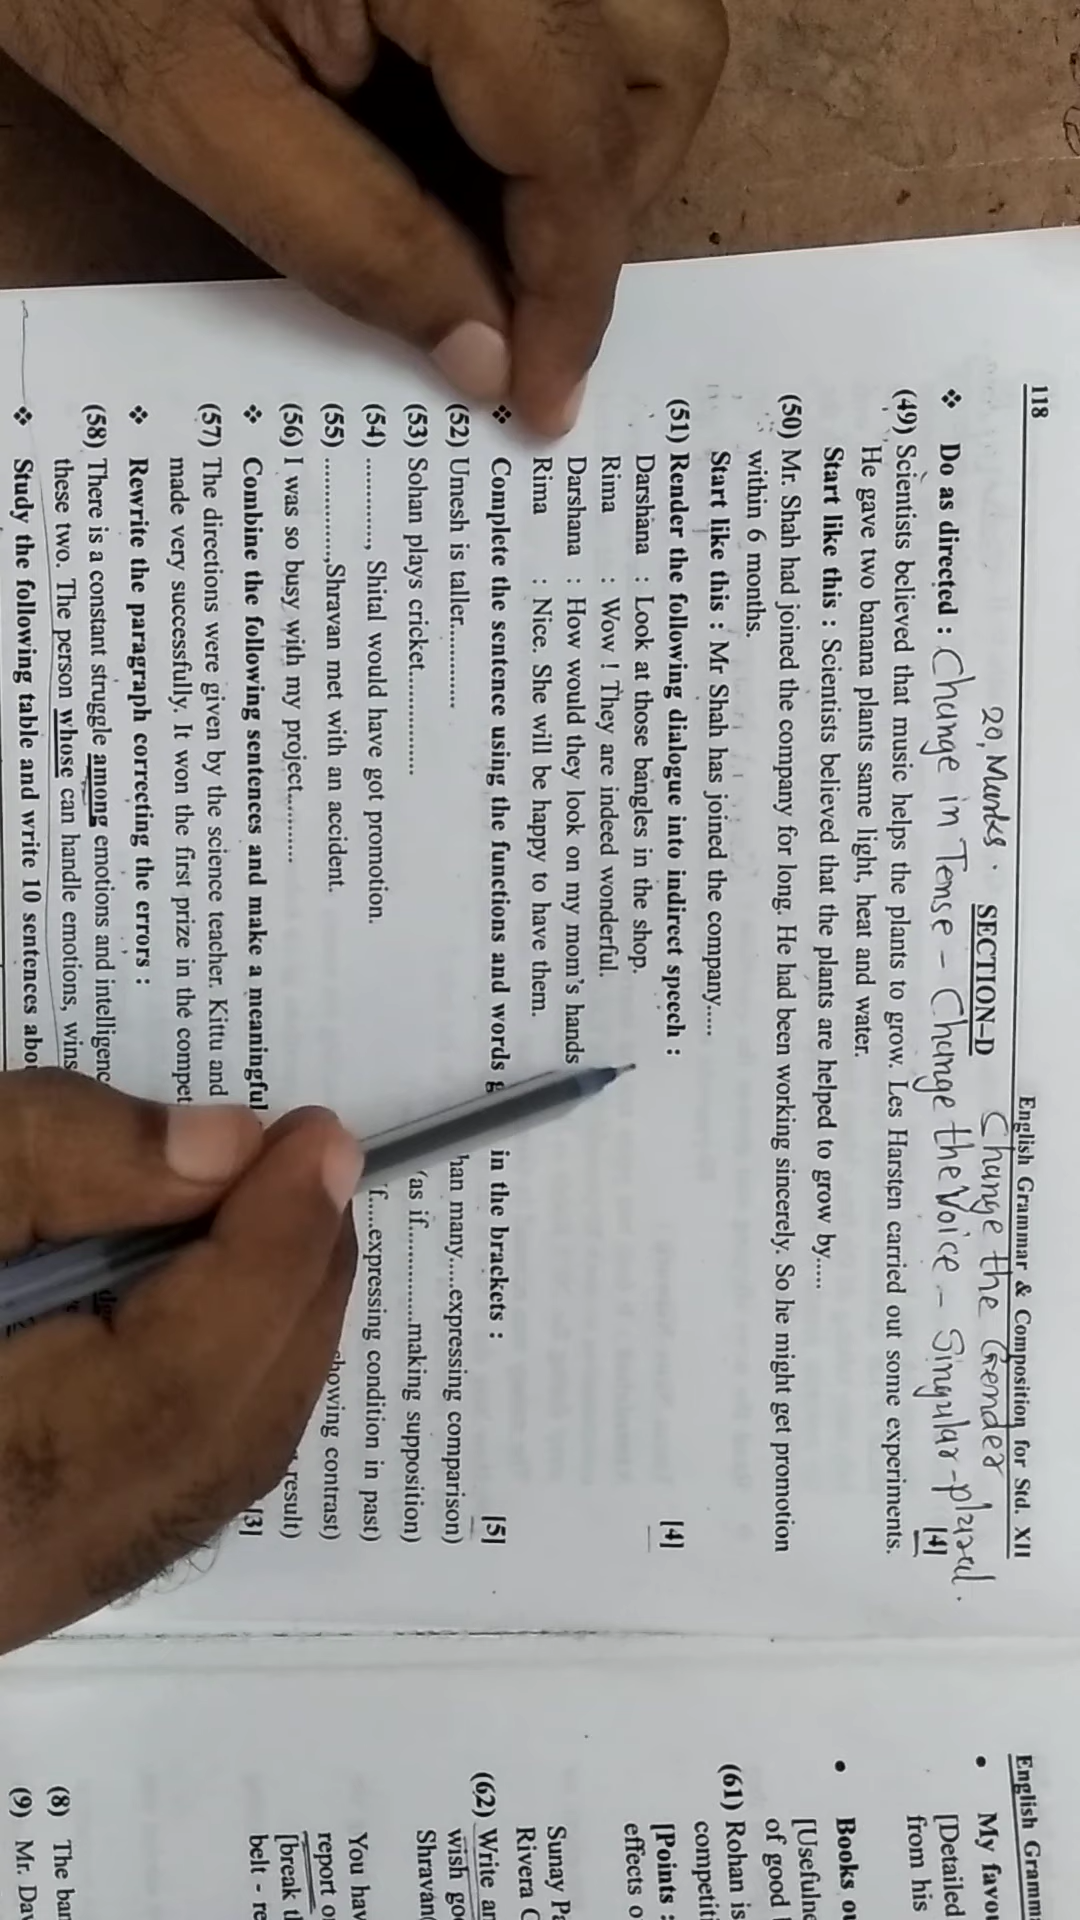 118
English Grammar & Composition for Std. XII
20, Marks. SECTION–D Change the Gender
❖ Do as directed : Change in Tense – Change the Voice – Singular – plural.
[4]
(49) Scientists believed that music helps the plants to grow. Les Harsten carried out some experiments.
He gave two banana plants same light, heat and water.
Start like this : Scientists believed that the plants are helped to grow by.....
(50) Mr. Shah had joined the company for long. He had been working sincerely. So he might get promotion
within 6 months.
Start like this : Mr Shah has joined the company.....
(51) Render the following dialogue into indirect speech : [4]
Darshana : Look at those bangles in the shop.
Rima : Wow ! They are indeed wonderful.
Darshana : How would they look on my mom's hands
Rima : Nice. She will be happy to have them.
❖ Complete the sentence using the functions and words in the brackets : [5]
(52) Umesh is taller............. han many....expressing comparison)
(53) Sohan plays cricket............... (as if..............making supposition)
(54) ............, Shital would have got promotion. f.....expressing condition in past)
(55) ..............,Shravan met with an accident. showing contrast)
(56) I was so busy with my project........... result)
❖ Combine the following sentences and make a meaningful [3]
(57) The directions were given by the science teacher. Kittu and
made very successfully. It won the first prize in the compet
❖ Rewrite the paragraph correcting the errors :
(58) There is a constant struggle among emotions and intelligenc
these two. The person whose can handle emotions, wins
❖ Study the following table and write 10 sentences abo
English Gramm
• My favou
[Detailed
from his
• Books ou
[Usefulne
of good
(61) Rohan is
competiti
[Points :
effects o
Sunay Pa
Rivera C
(62) Write an
wish go
Shravan(
You hav
report o
[break t
belt - re
(8) The ban
(9) Mr. Dav